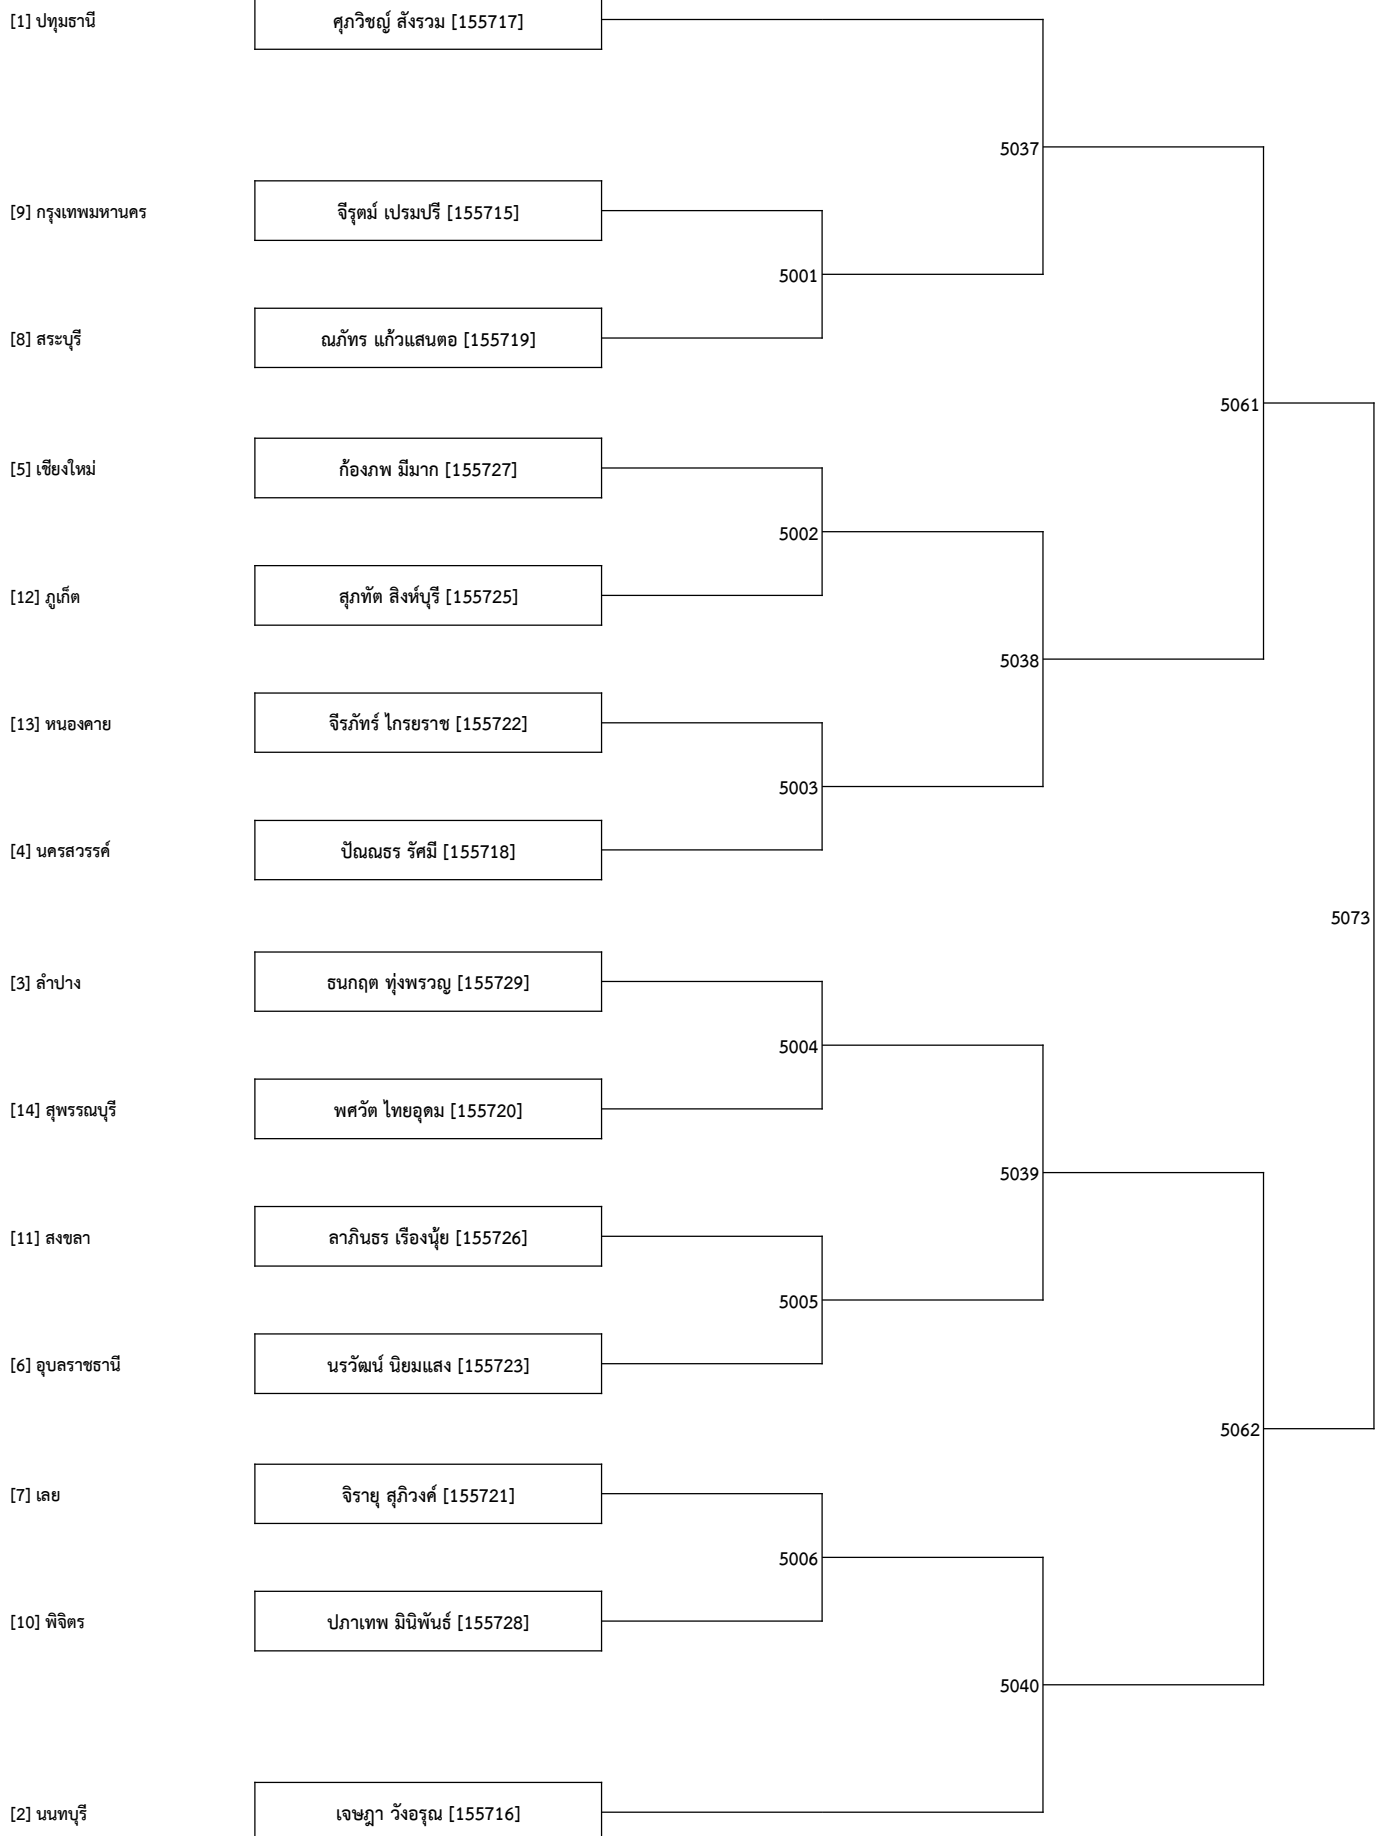 [1] ปทุมธานี
ศุภวิชญ์ สังรวม [155717]
5037
[9] กรุงเทพมหานคร
จีรุตม์ เปรมปรี [155715]
5001
[8] สระบุรี
ณภัทร แก้วแสนตอ [155719]
5061
[5] เชียงใหม่
ก้องภพ มีมาก [155727]
5002
[12] ภูเก็ต
สุภทัต สิงห์บุรี [155725]
5038
[13] หนองคาย
จีรภัทร์ ไกรยราช [155722]
5003
[4] นครสวรรค์
ปัณณธร รัศมี [155718]
5073
[3] ลำปาง
ธนกฤต ทุ่งพรวญ [155729]
5004
[14] สุพรรณบุรี
พศวัต ไทยอุดม [155720]
5039
[11] สงขลา
ลาภินธร เรืองนุ้ย [155726]
5005
[6] อุบลราชธานี
นรวัฒน์ นิยมแสง [155723]
5062
[7] เลย
จิรายุ สุภิวงค์ [155721]
5006
[10] พิจิตร
ปภาเทพ มินิพันธ์ [155728]
5040
[2] นนทบุรี
เจษฎา วังอรุณ [155716]